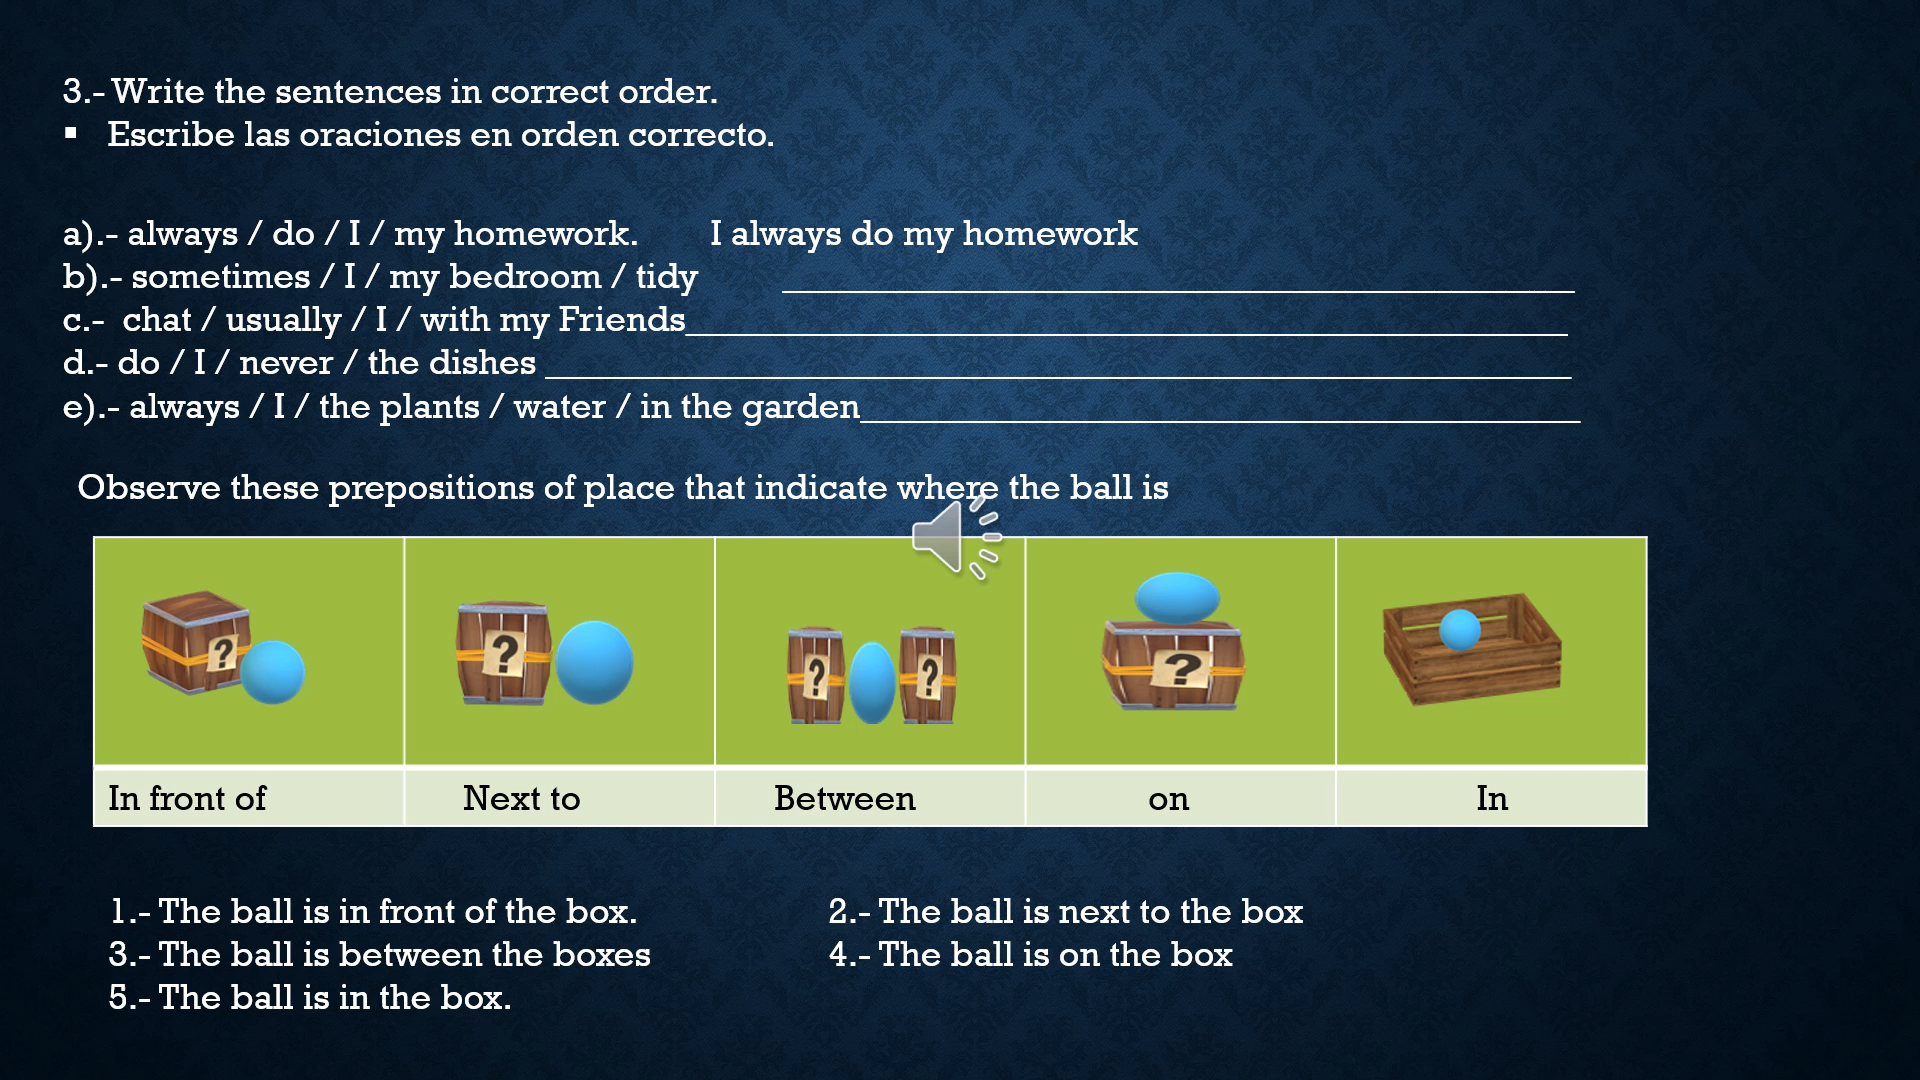 3.- Write the sentences in correct order.
▪ Escribe las oraciones en orden correcto.
a).- always / do / I / my homework. I always do my homework
b).- sometimes / I / my bedroom / tidy ______________________________________________
c.- chat / usually / I / with my Friends___________________________________________________
d.- do / I / never / the dishes ___________________________________________________________
e).- always / I / the plants / water / in the garden__________________________________________
Observe these prepositions of place that indicate where the ball is
? ? ? ? ?
In front of Next to Between on In
1.- The ball is in front of the box. 2.- The ball is next to the box
3.- The ball is between the boxes 4.- The ball is on the box
5.- The ball is in the box.